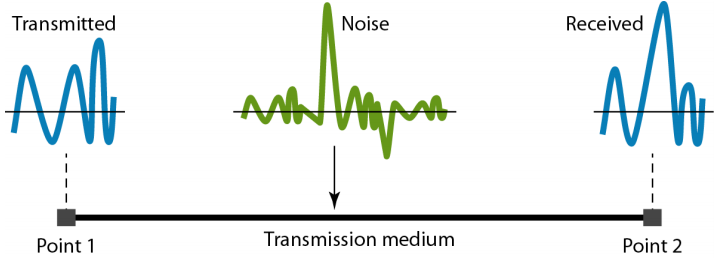 Transmitted
Noise
Received
Point 1
Transmission medium
Point 2